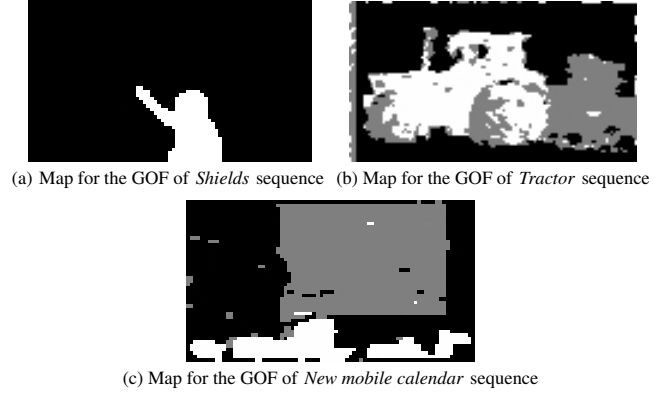 (a) Map for the GOF of Shields sequence
(b) Map for the GOF of Tractor sequence
(c) Map for the GOF of New mobile calendar sequence